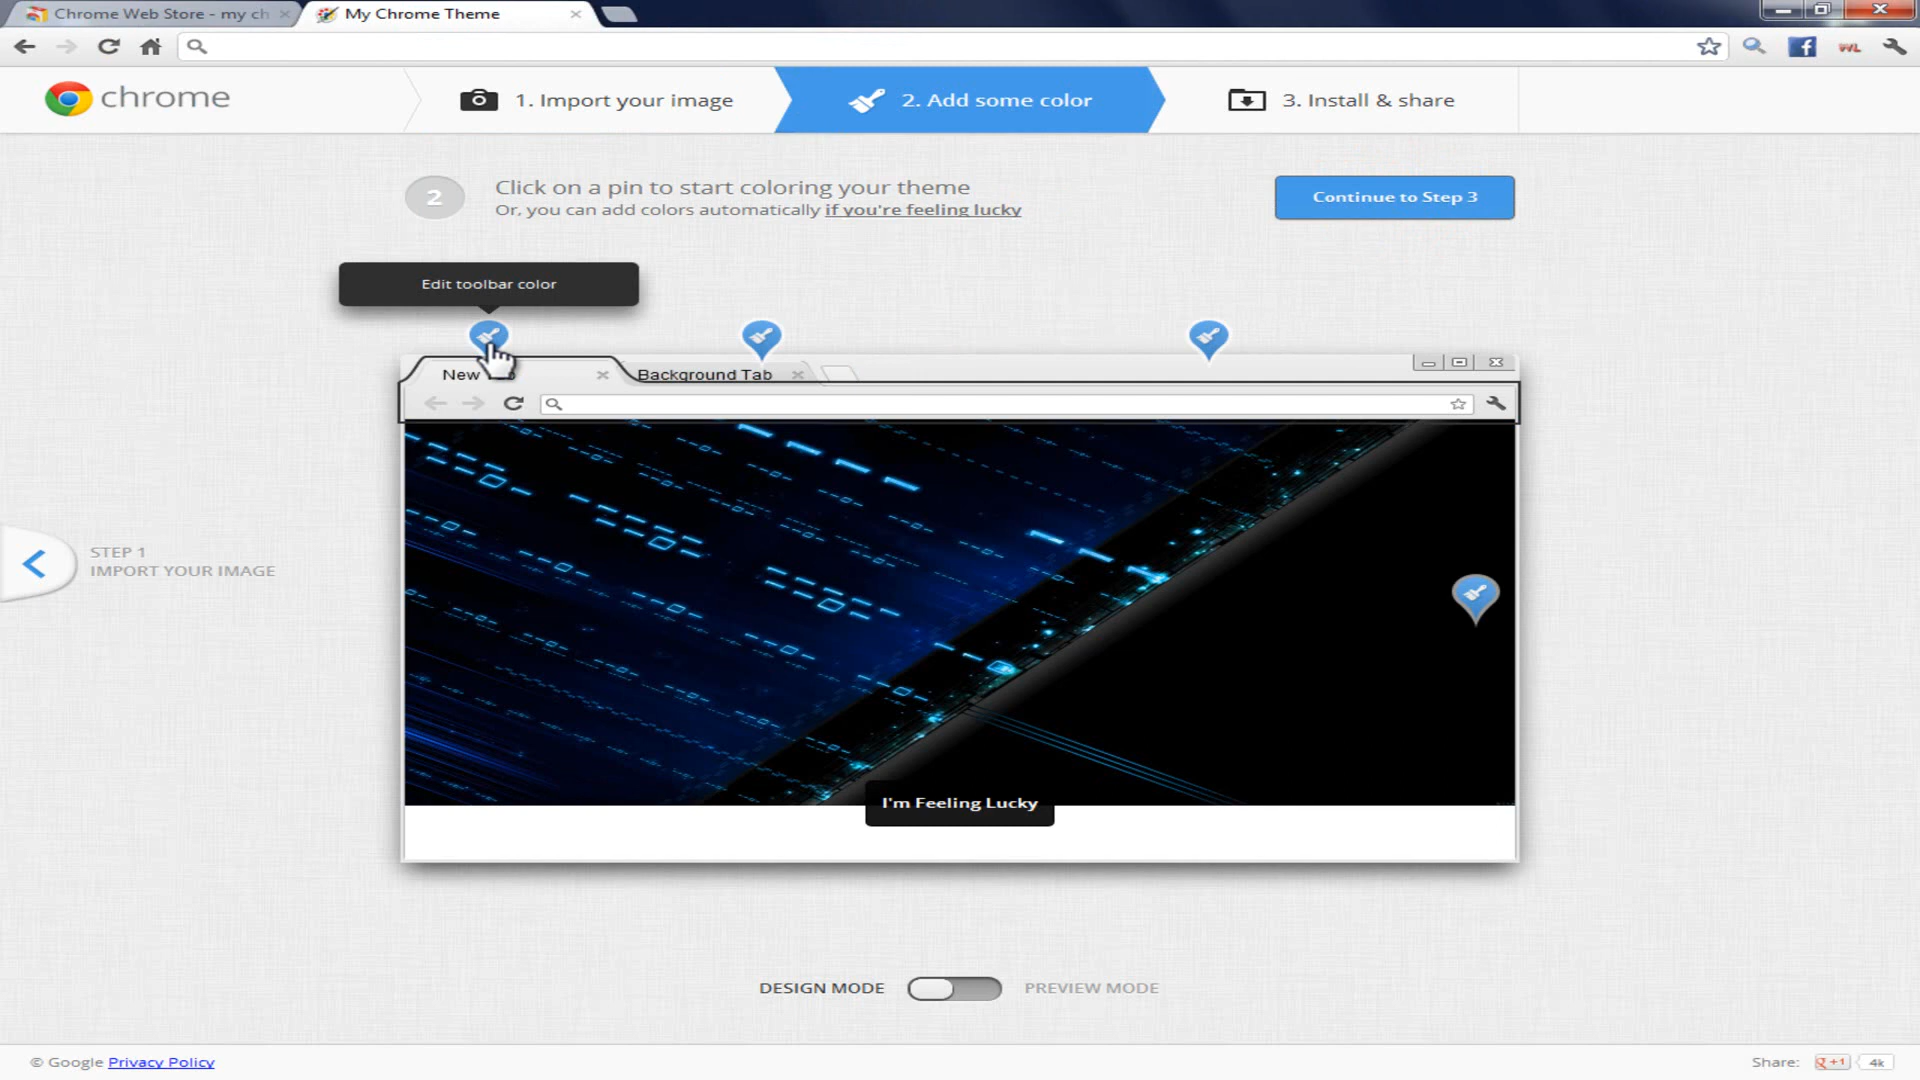 Chrome Web Store - my ch
My Chrome Theme
chrome
1. Import your image
2. Add some color
3. Install & share
2
Click on a pin to start coloring your theme
Or, you can add colors automatically if you're feeling lucky
Continue to Step 3
Edit toolbar color
Background Tab
STEP 1
IMPORT YOUR IMAGE
I'm Feeling Lucky
DESIGN MODE
PREVIEW MODE
© Google Privacy Policy
Share:
+1
4k